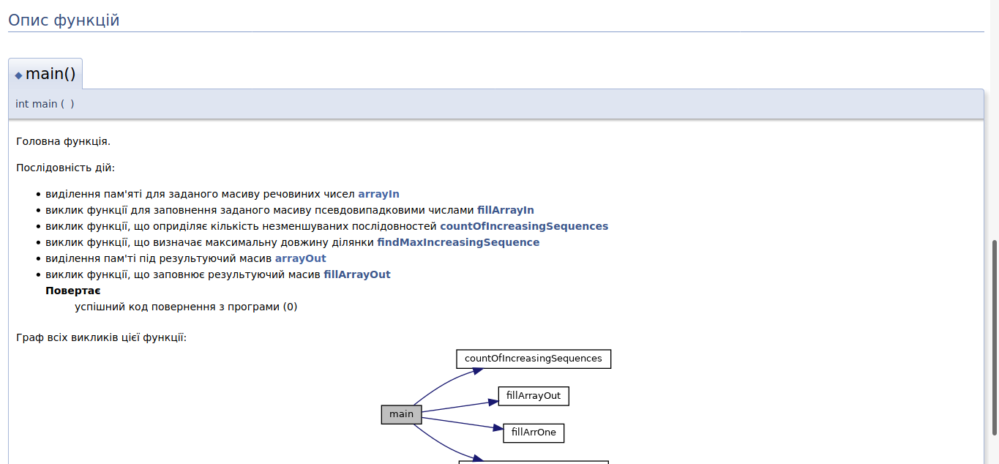 Опис функцій
main()
int main ( )
Головна функція.
Послідовність дій:
виділення пам'яті для заданого масиву речовиних чисел arrayIn
виклик функції для заповнення заданого масиву псевдовипадковими числами fillArrayIn
виклик функції, що оприділяє кількість незменшуваних послідовностей countOfIncreasingSequences
виклик функції, що визначає максимальну довжину ділянки findMaxIncreasingSequence
виділення пам'ті під результуючий масив arrayOut
виклик функції, що заповнює результуючий масив fillArrayOut
Повертає
успішний код повернення з програми (0)
Граф всіх викликів цієї функції:
countOfIncreasingSequences
fillArrayOut
main
fillArrOne